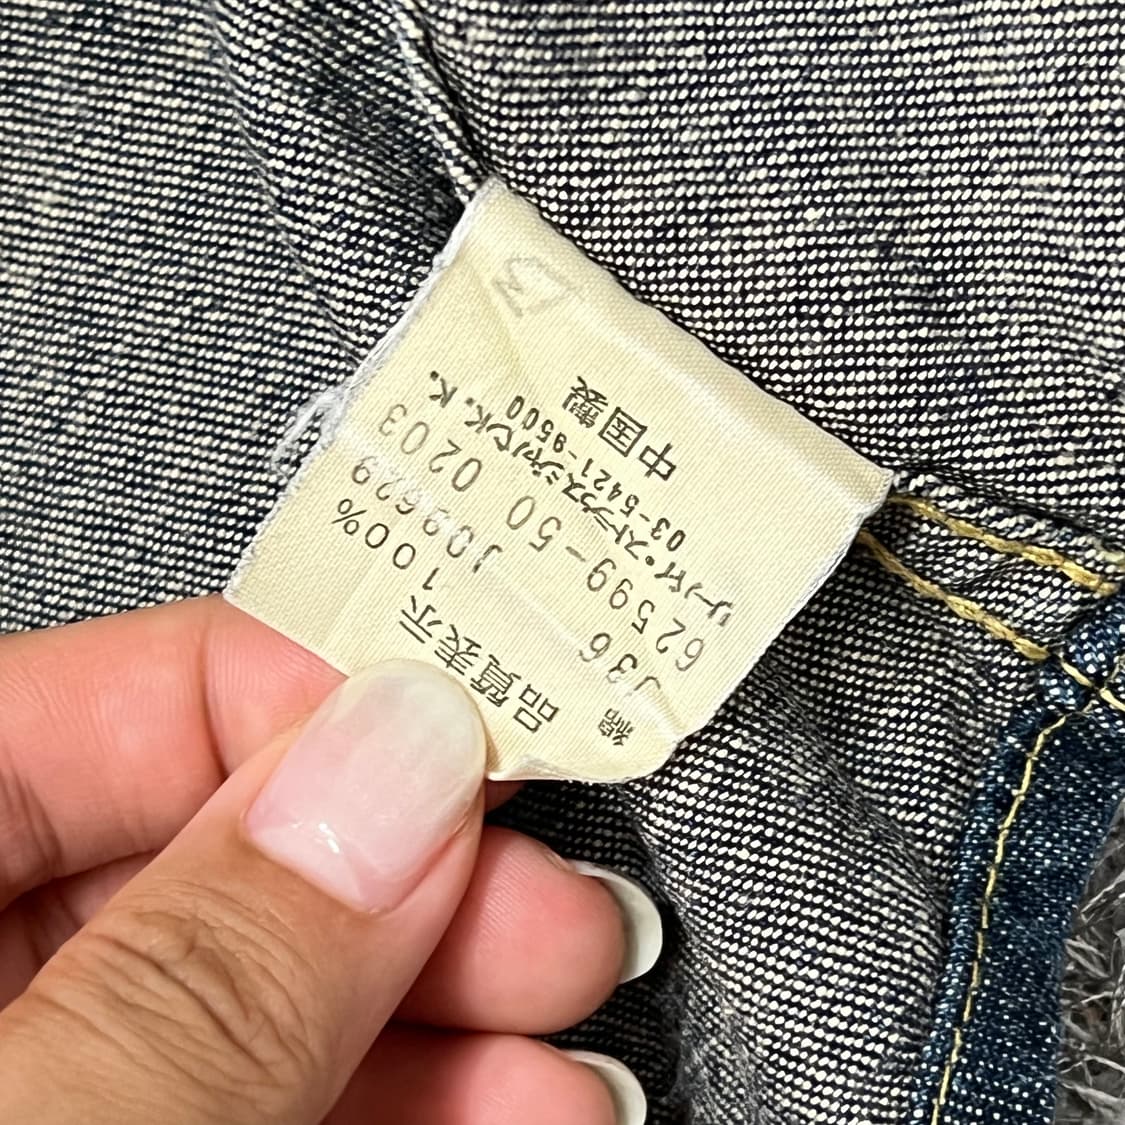 品質表示
綿 100%
J36 J09629
62599-50 0203
リーバイ・ストラウスジャパンK.K.
03-5421-9500
中国製